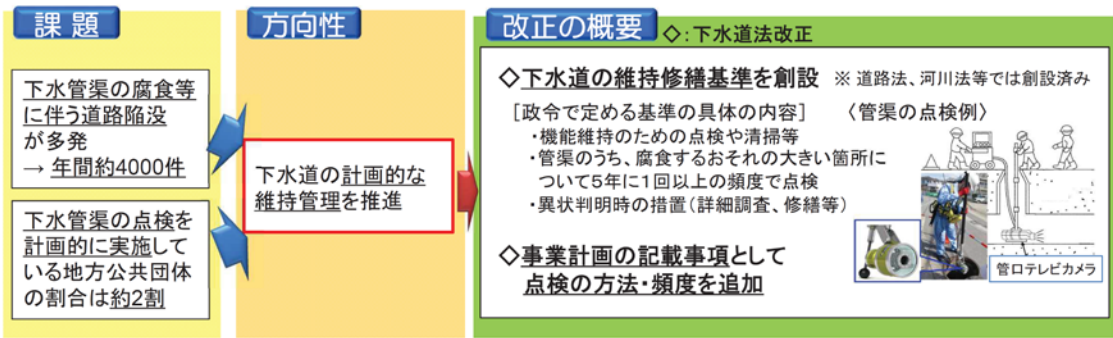 課題
下水管渠の腐食等
に伴う道路陥没
が多発
→ 年間約4000件
下水管渠の点検を
計画的に実施して
いる地方公共団体
の割合は約2割
方向性
下水道の計画的な
維持管理を推進
改正の概要 ◇:下水道法改正
◇下水道の維持修繕基準を創設 ※ 道路法、河川法等では創設済み
[政令で定める基準の具体の内容]
・機能維持のための点検や清掃等
・管渠のうち、腐食するおそれの大きい箇所に
ついて5年に1回以上の頻度で点検
・異状判明時の措置(詳細調査、修繕等)
◇事業計画の記載事項として
点検の方法・頻度を追加
〈管渠の点検例〉
管口テレビカメラ